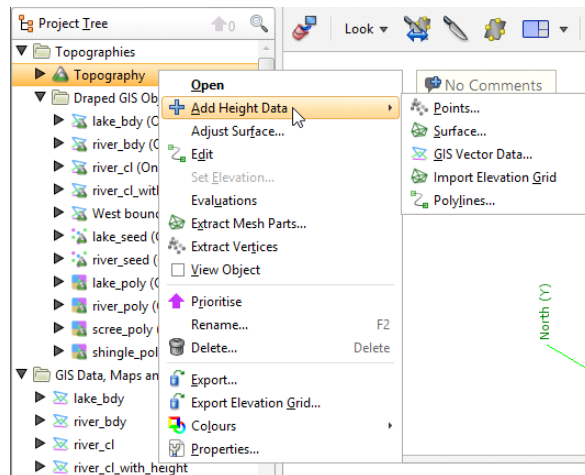 Project Tree
0
Look
Topographies
Topography
Draped GIS Ob
lake_bdy (O
river_bdy (O
river_cl (On
river_cl_with
West bound
lake_seed (O
river_seed (
lake_poly (O
river_poly (
scree_poly (
shingle_pol
GIS Data, Maps an
lake_bdy
river_bdy
river_cl
river_cl_with_height
Open
Add Height Data
Adjust Surface...
Edit
Set Elevation...
Evaluations
Extract Mesh Parts...
Extract Vertices
View Object
Prioritise
Rename... F2
Delete... Delete
Export...
Export Elevation Grid...
Colours
Properties...
No Comments
Points...
Surface...
GIS Vector Data...
Import Elevation Grid
Polylines...
North (Y)